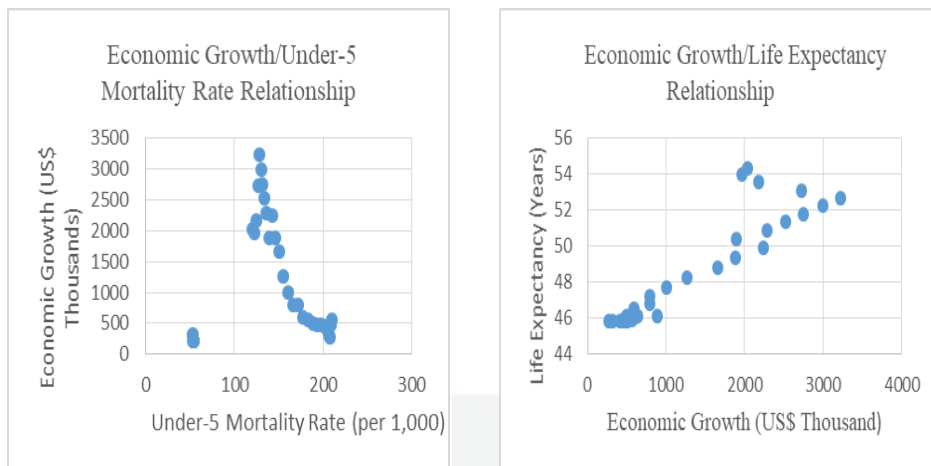 Economic Growth/Under-5
Mortality Rate Relationship
Economic Growth (US$
Thousands)
3500
3000
2500
2000
1500
1000
500
0
0 100 200 300
Under-5 Mortality Rate (per 1,000)
Economic Growth/Life Expectancy
Relationship
Life Expectancy (Years)
56
54
52
50
48
46
44
0 1000 2000 3000 4000
Economic Growth (US$ Thousand)